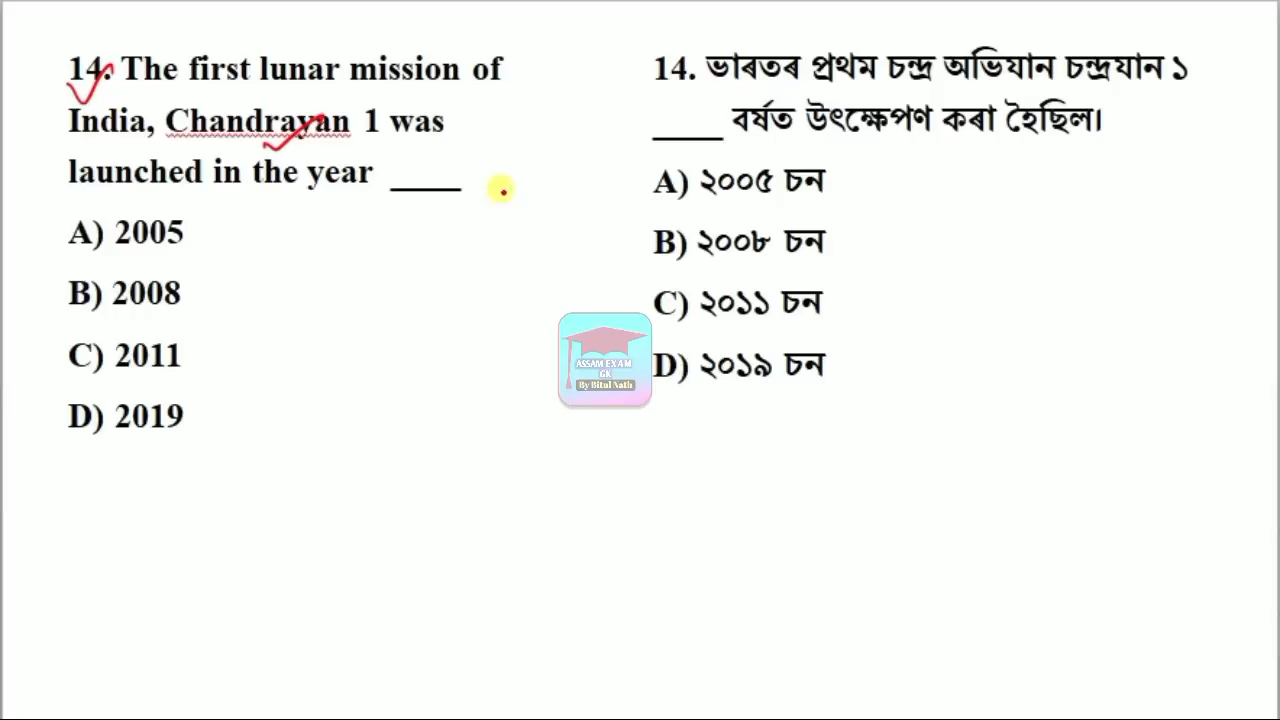 14. The first lunar mission of
India, Chandrayan 1 was
launched in the year ____
A) 2005
B) 2008
C) 2011
D) 2019
14. ভাৰতৰ প্ৰথম চন্দ্ৰ অভিযান চন্দ্ৰযান ১
____ বৰ্ষত উৎক্ষেপণ কৰা হৈছিল।
A) ২০০৫ চন
B) ২০০৮ চন
C) ২০১১ চন
D) ২০১৯ চন
ASSAM EXAM
GK
By Bitul Nath